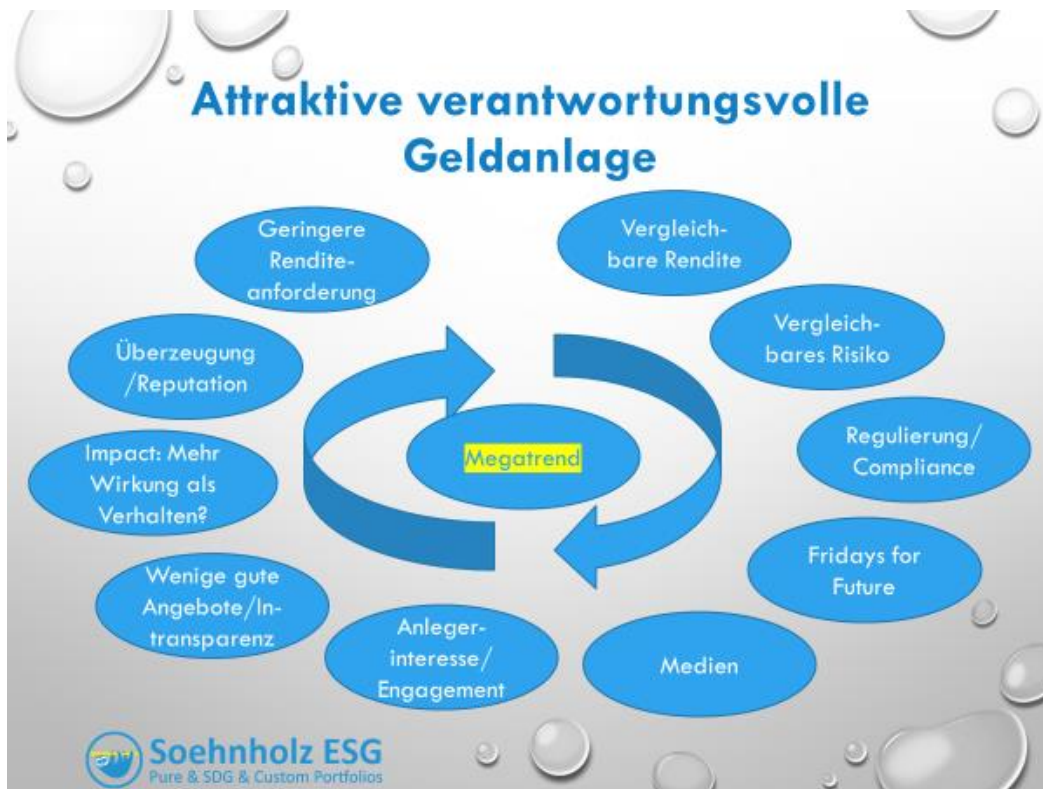 Attraktive verantwortungsvolle
Geldanlage
Geringere
Rendite-
anforderung
Vergleich-
bare Rendite
Vergleich-
bares Risiko
Überzeugung
/Reputation
Megatrend
Regulierung/
Compliance
Impact: Mehr
Wirkung als
Verhalten?
Fridays for
Future
Wenige gute
Angebote/In-
transparenz
Anleger-
interesse/
Engagement
Medien
Soehnholz ESG
Pure & SDG & Custom Portfolios